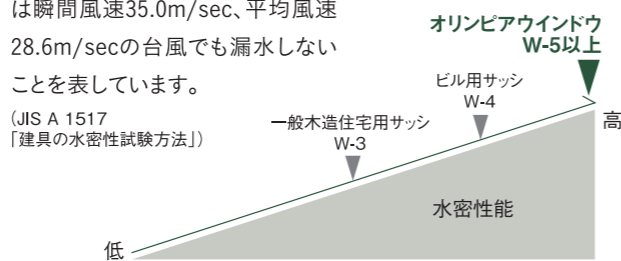 は瞬間風速35.0m/sec、平均風速
28.6m/secの台風でも漏水しない
ことを表しています。
(JIS A 1517
「建具の水密性試験方法」)
オリンピアウインドウ
W-5以上
ビル用サッシ
W-4
一般木造住宅用サッシ
W-3
高
水密性能
低